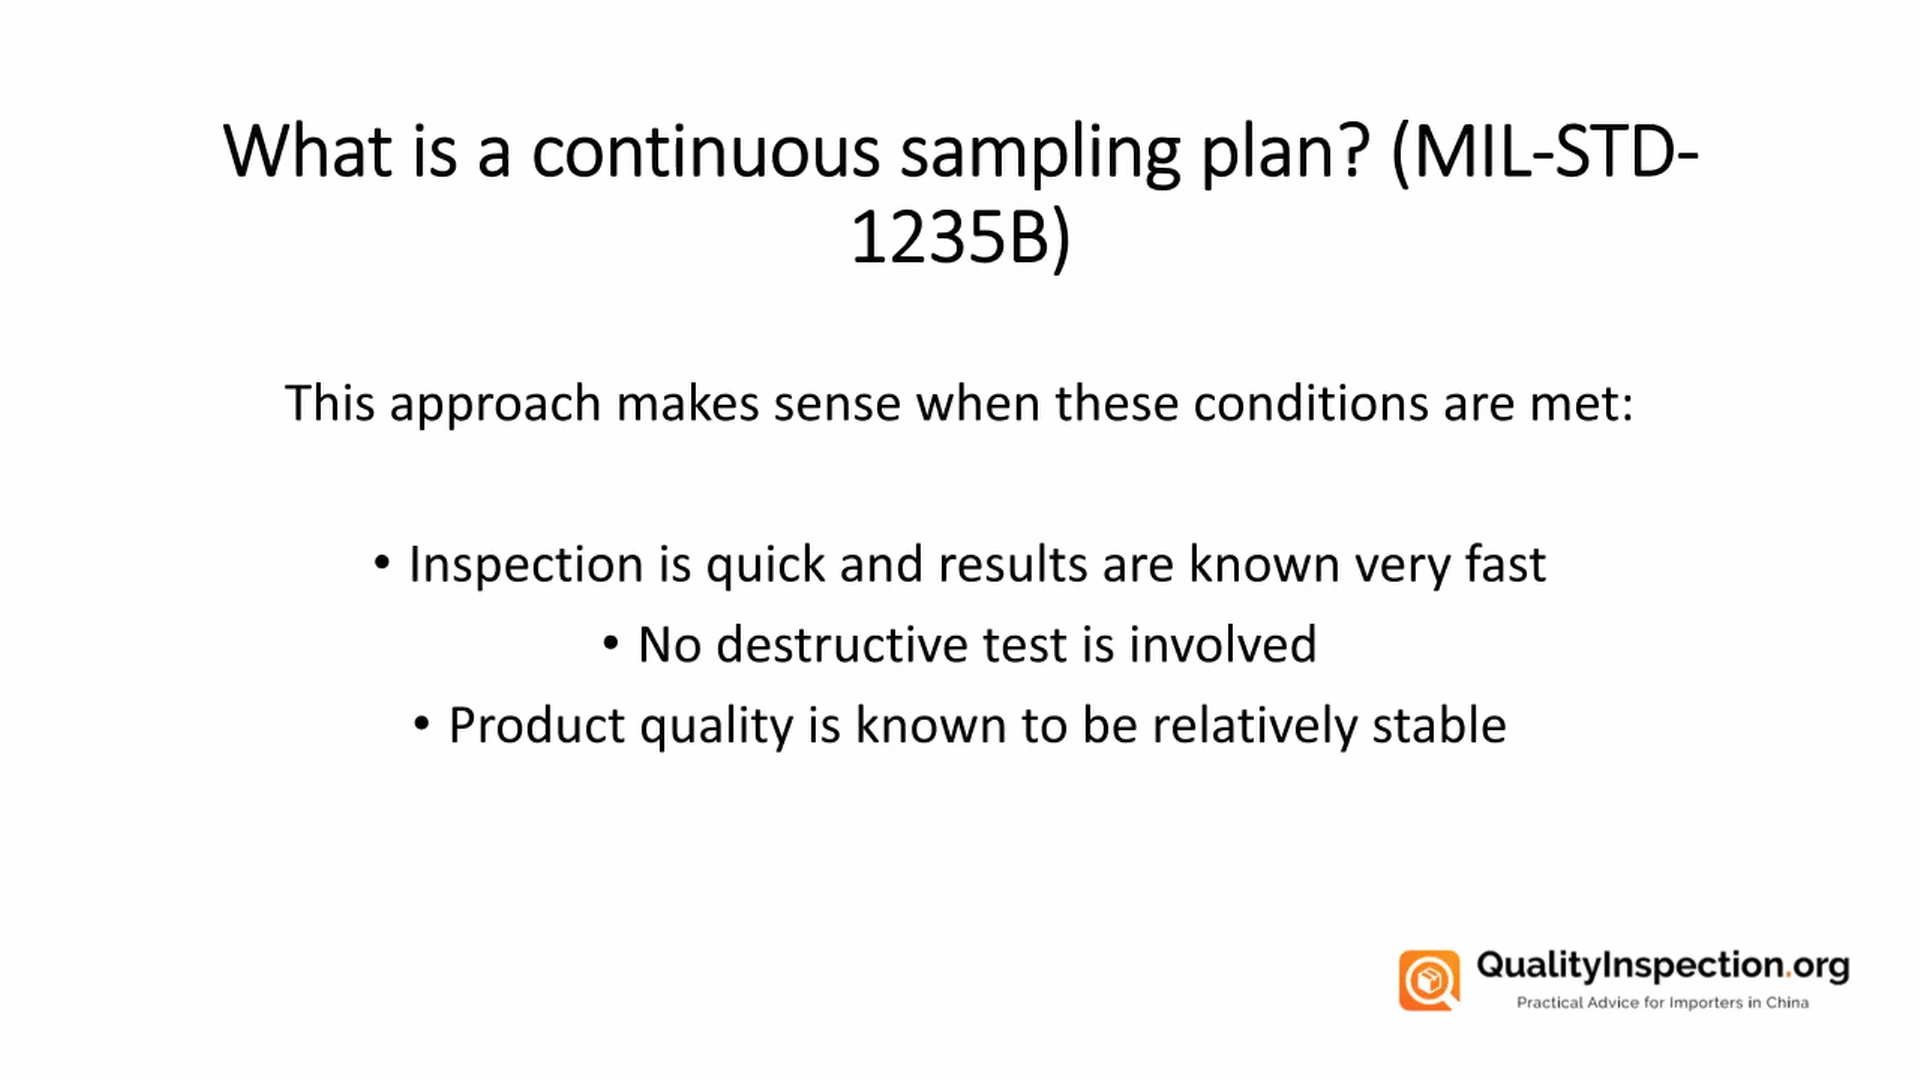 What is a continuous sampling plan? (MIL-STD-
1235B)
This approach makes sense when these conditions are met:
• Inspection is quick and results are known very fast
• No destructive test is involved
• Product quality is known to be relatively stable
QualityInspection.org
Practical Advice for Importers in China